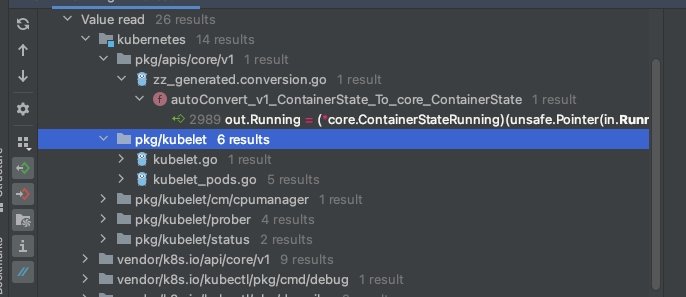 Value read 26 results
kubernetes 14 results
pkg/apis/core/v1 1 result
zz_generated.conversion.go 1 result
f autoConvert_v1_ContainerState_To_core_ContainerState 1 result
2989 out.Running = (*core.ContainerStateRunning)(unsafe.Pointer(in.Runr
pkg/kubelet 6 results
kubelet.go 1 result
kubelet_pods.go 5 results
pkg/kubelet/cm/cpumanager 1 result
pkg/kubelet/prober 4 results
pkg/kubelet/status 2 results
vendor/k8s.io/api/core/v1 9 results
vendor/k8s.io/kubectl/pkg/cmd/debug 1 result